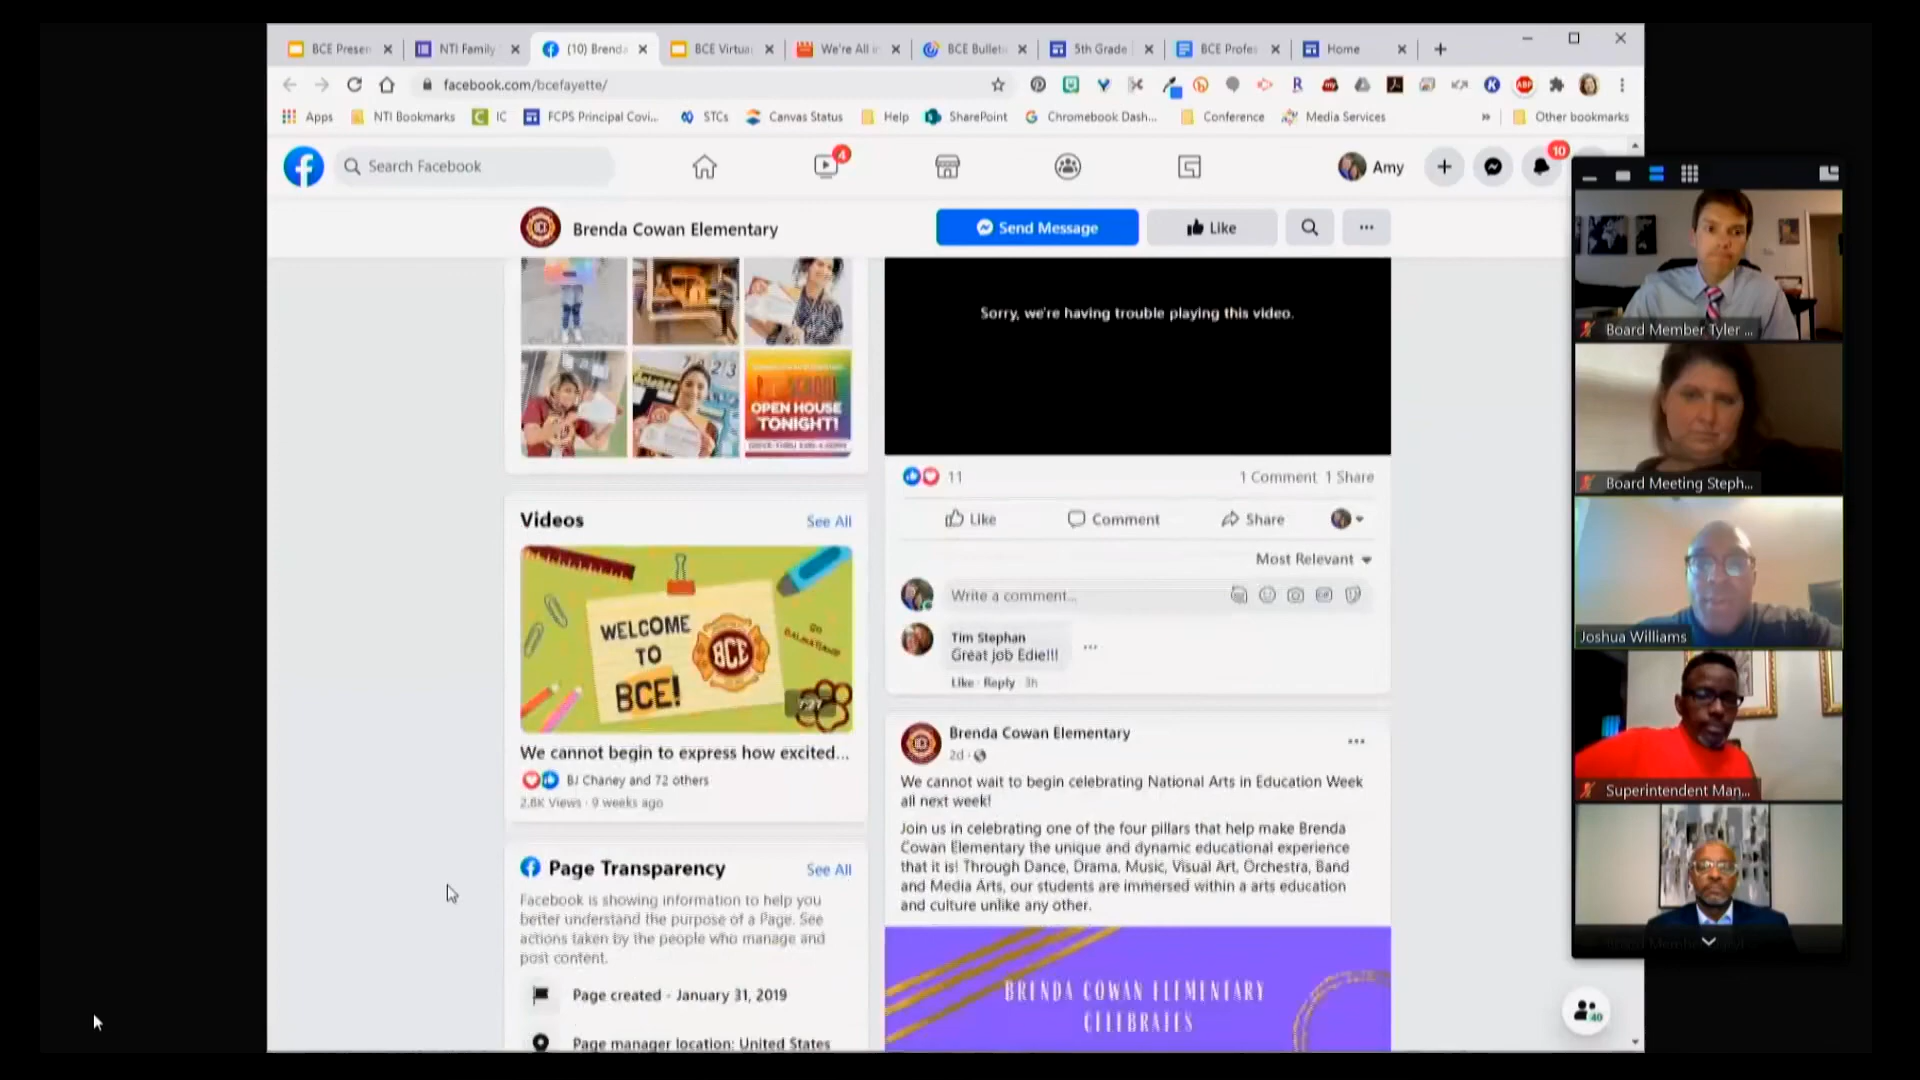 BCE Presen
NTI Family
(10) Brenda
BCE Virtua
We're All i
BCE Bullet
5th Grade
BCE Profe
Home
facebook.com/bcefayette/
Apps
NTI Bookmarks
IC
FCPS Principal Covi...
STCs
Canvas Status
Help
SharePoint
Chromebook Dash...
Conference
Media Services
Other bookmarks
Search Facebook
4
Amy
10
Brenda Cowan Elementary
Send Message
Like
OPEN HOUSE
TONIGHT!
Sorry, we're having trouble playing this video.
11
1 Comment 1 Share
Like
Comment
Share
Most Relevant
Write a comment...
Tim Stephan
Great job Edie!!!
Like · Reply 3h
Videos
See All
WELCOME
TO
BCE!
BCE
We cannot begin to express how excited...
BJ Chaney and 72 others
2.8K Views · 9 weeks ago
Page Transparency
See All
Facebook is showing information to help you
better understand the purpose of a Page. See
actions taken by the people who manage and
post content.
Page created - January 31, 2019
Page manager location: United States
Brenda Cowan Elementary
2d
We cannot wait to begin celebrating National Arts in Education Week
all next week!
Join us in celebrating one of the four pillars that help make Brenda
Cowan Elementary the unique and dynamic educational experience
that it is! Through Dance, Drama, Music, Visual Art, Orchestra, Band
and Media Arts, our students are immersed within a arts education
and culture unlike any other.
BRENDA COWAN ELEMENTARY
CELEBRATES
Board Member Tyler ...
Board Meeting Steph...
Joshua Williams
Superintendent Man...
40